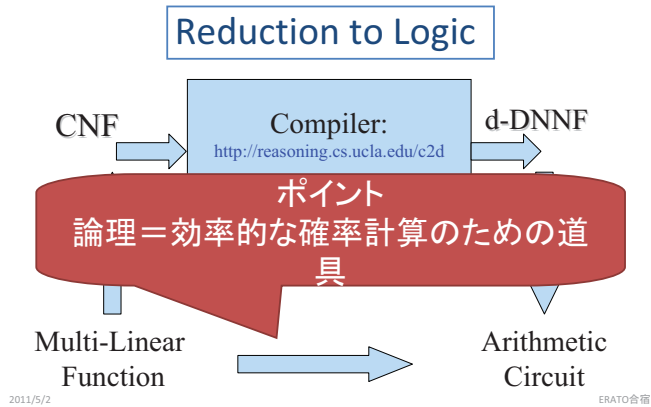 Reduction to Logic
CNF
Compiler:
http://reasoning.cs.ucla.edu/c2d
d-DNNF
ポイント
論理＝効率的な確率計算のための道
具
Multi-Linear
Function
Arithmetic
Circuit
2011/5/2
ERATO合宿